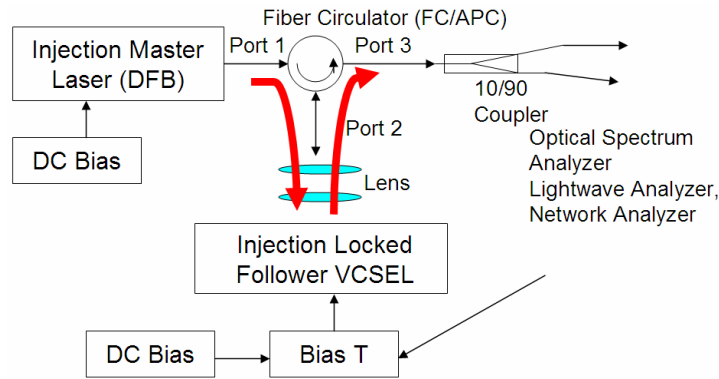 Fiber Circulator (FC/APC)
Injection Master
Laser (DFB)
Port 1
Port 3
10/90
Coupler
DC Bias
Port 2
Optical Spectrum
Analyzer
Lightwave Analyzer,
Network Analyzer
Lens
Injection Locked
Follower VCSEL
DC Bias
Bias T